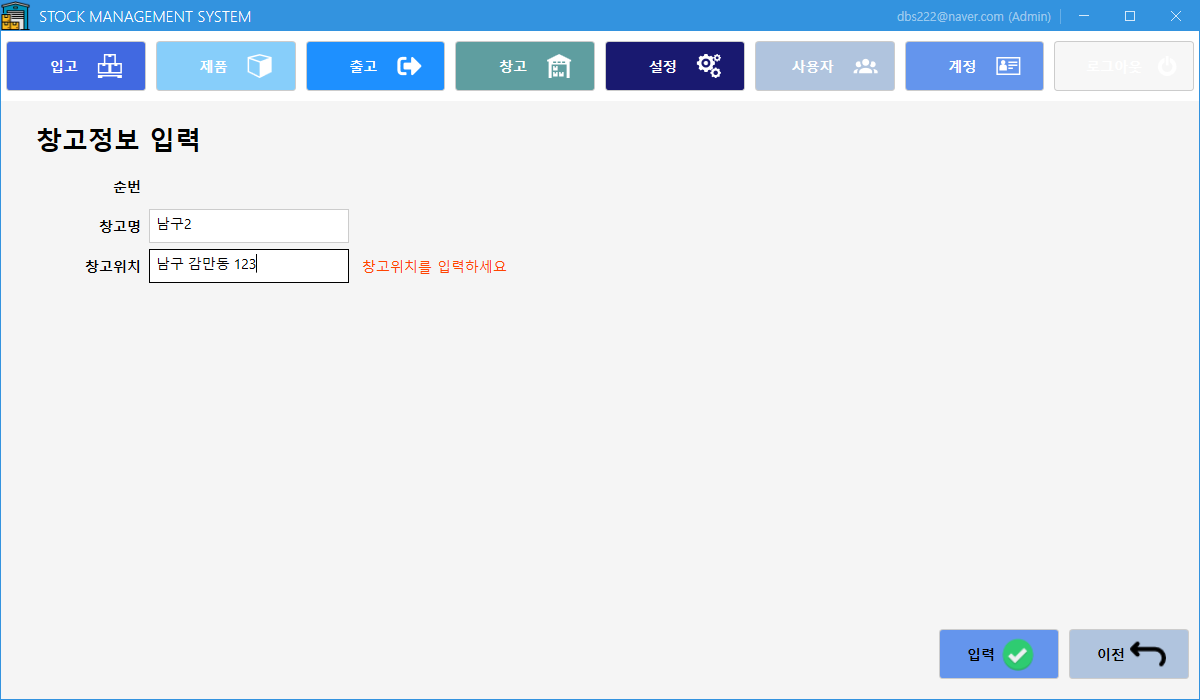 STOCK MANAGEMENT SYSTEM
dbs222@naver.com (Admin)
입고
제품
출고
창고
설정
사용자
계정
로그아웃
창고정보 입력
순번
창고명
남구2
창고위치
남구 감만동 123
창고위치를 입력하세요
입력
이전